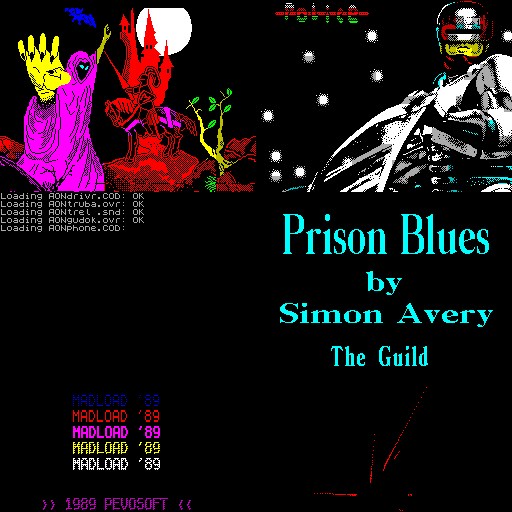 Loading AONdrivr.COD: OK
Loading AONtruba.ovr: OK
Loading AONtrel .snd: OK
Loading AONgudok.ovr: OK
Loading AONphone.COD:
Prison Blues
by
Simon Avery
The Guild
MADLOAD '89
MADLOAD '89
MADLOAD '89
MADLOAD '89
MADLOAD '89
>> 1989 PEVOSOFT <<